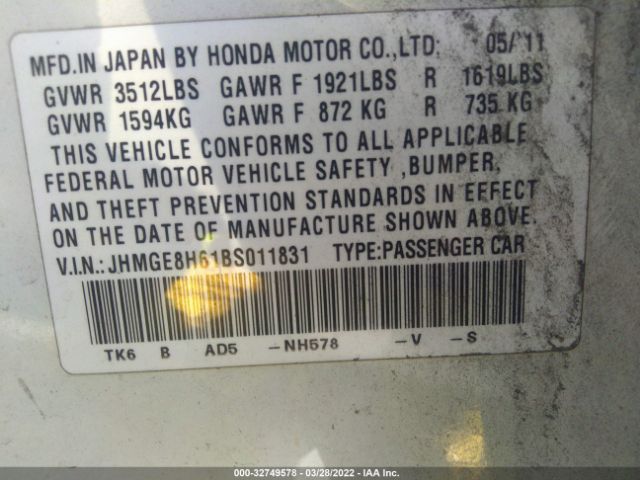 MFD.IN JAPAN BY HONDA MOTOR CO.,LTD. 05/'11
GVWR 3512LBS GAWR F 1921LBS R 1619LBS
GVWR 1594KG GAWR F 872 KG R 735 KG
THIS VEHICLE CONFORMS TO ALL APPLICABLE
FEDERAL MOTOR VEHICLE SAFETY ,BUMPER,
AND THEFT PREVENTION STANDARDS IN EFFECT
ON THE DATE OF MANUFACTURE SHOWN ABOVE.
V.I.N.: JHMGE8H61BS011831 TYPE:PASSENGER CAR
TK6 B AD5 -NH578 -V -S
000-32749578 — 03/28/2022 — IAA Inc.